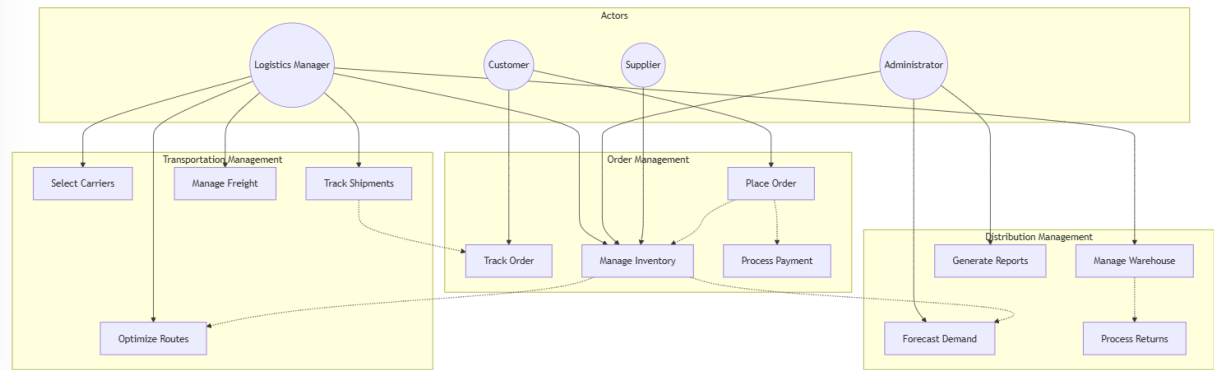 Actors
Logistics Manager
Customer
Supplier
Administrator
Transportation Management
Order Management
Select Carriers
Manage Freight
Track Shipments
Place Order
Distribution Management
Track Order
Manage Inventory
Process Payment
Generate Reports
Manage Warehouse
Optimize Routes
Forecast Demand
Process Returns